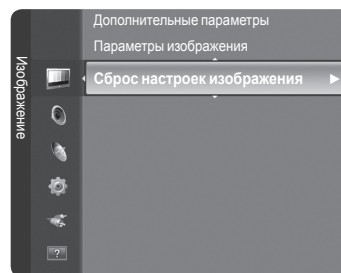 Изображение
Дополнительные параметры
Параметры изображения
Сброс настроек изображения
?